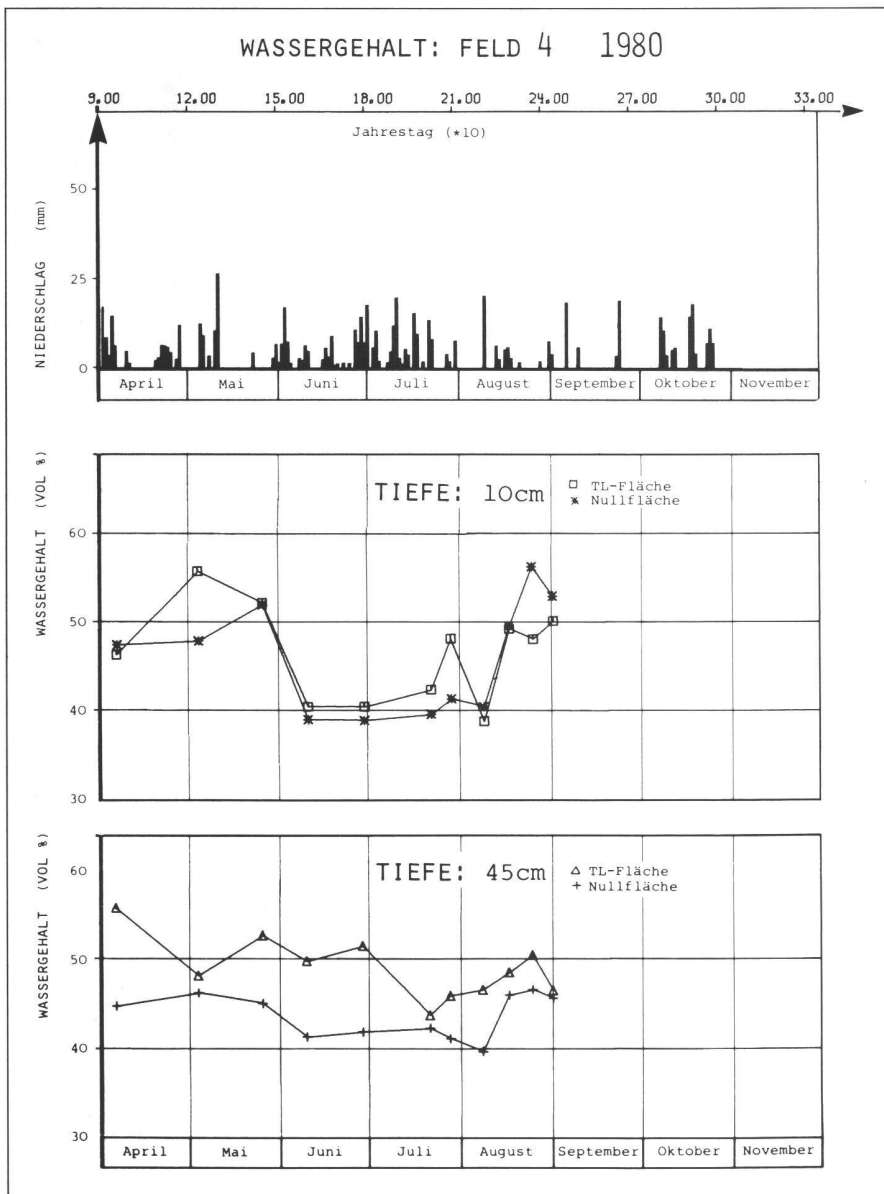 WASSERGEHALT: FELD 4 1980
9.00 12.00 15.00 18.00 21.00 24.00 27.00 30.00 33.00
Jahrestag (*10)
NIEDERSCHLAG (mm)
50
25
0
April Mai Juni Juli August September Oktober November
WASSERGEHALT (VOL %)
TIEFE: 10cm
TL-Fläche
Nullfläche
60
50
40
30
WASSERGEHALT (VOL %)
TIEFE: 45cm
TL-Fläche
Nullfläche
60
50
40
30
April Mai Juni Juli August September Oktober November